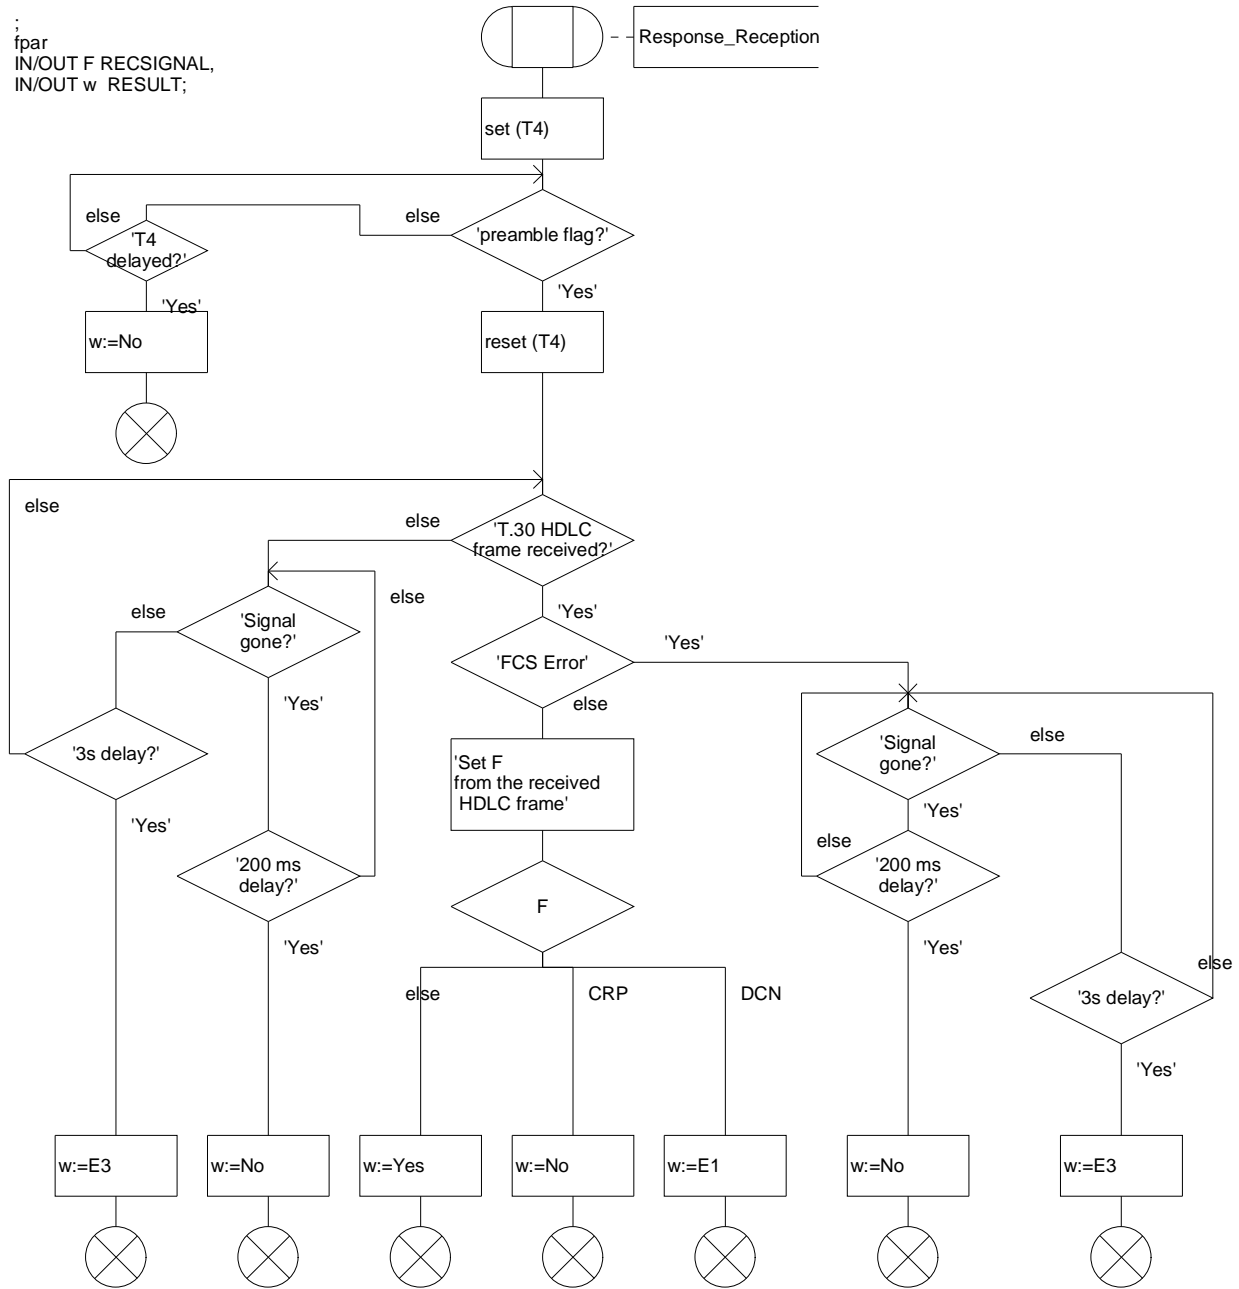 ;
fpar
IN/OUT F RECSIGNAL,
IN/OUT w RESULT;
Response_Reception
set (T4)
else
else
'T4
delayed?'
'preamble flag?'
'Yes'
'Yes'
w:=No
reset (T4)
else
else
'T.30 HDLC
frame received?'
else
else
'Signal
gone?'
'Yes'
'Yes'
'FCS Error'
'Yes'
else
'3s delay?'
'Set F
from the received
HDLC frame'
'Signal
gone?'
else
'Yes'
'Yes'
else
'200 ms
delay?'
'200 ms
delay?'
F
'Yes'
'Yes'
else
CRP
DCN
else
'3s delay?'
'Yes'
w:=E3
w:=No
w:=Yes
w:=No
w:=E1
w:=No
w:=E3